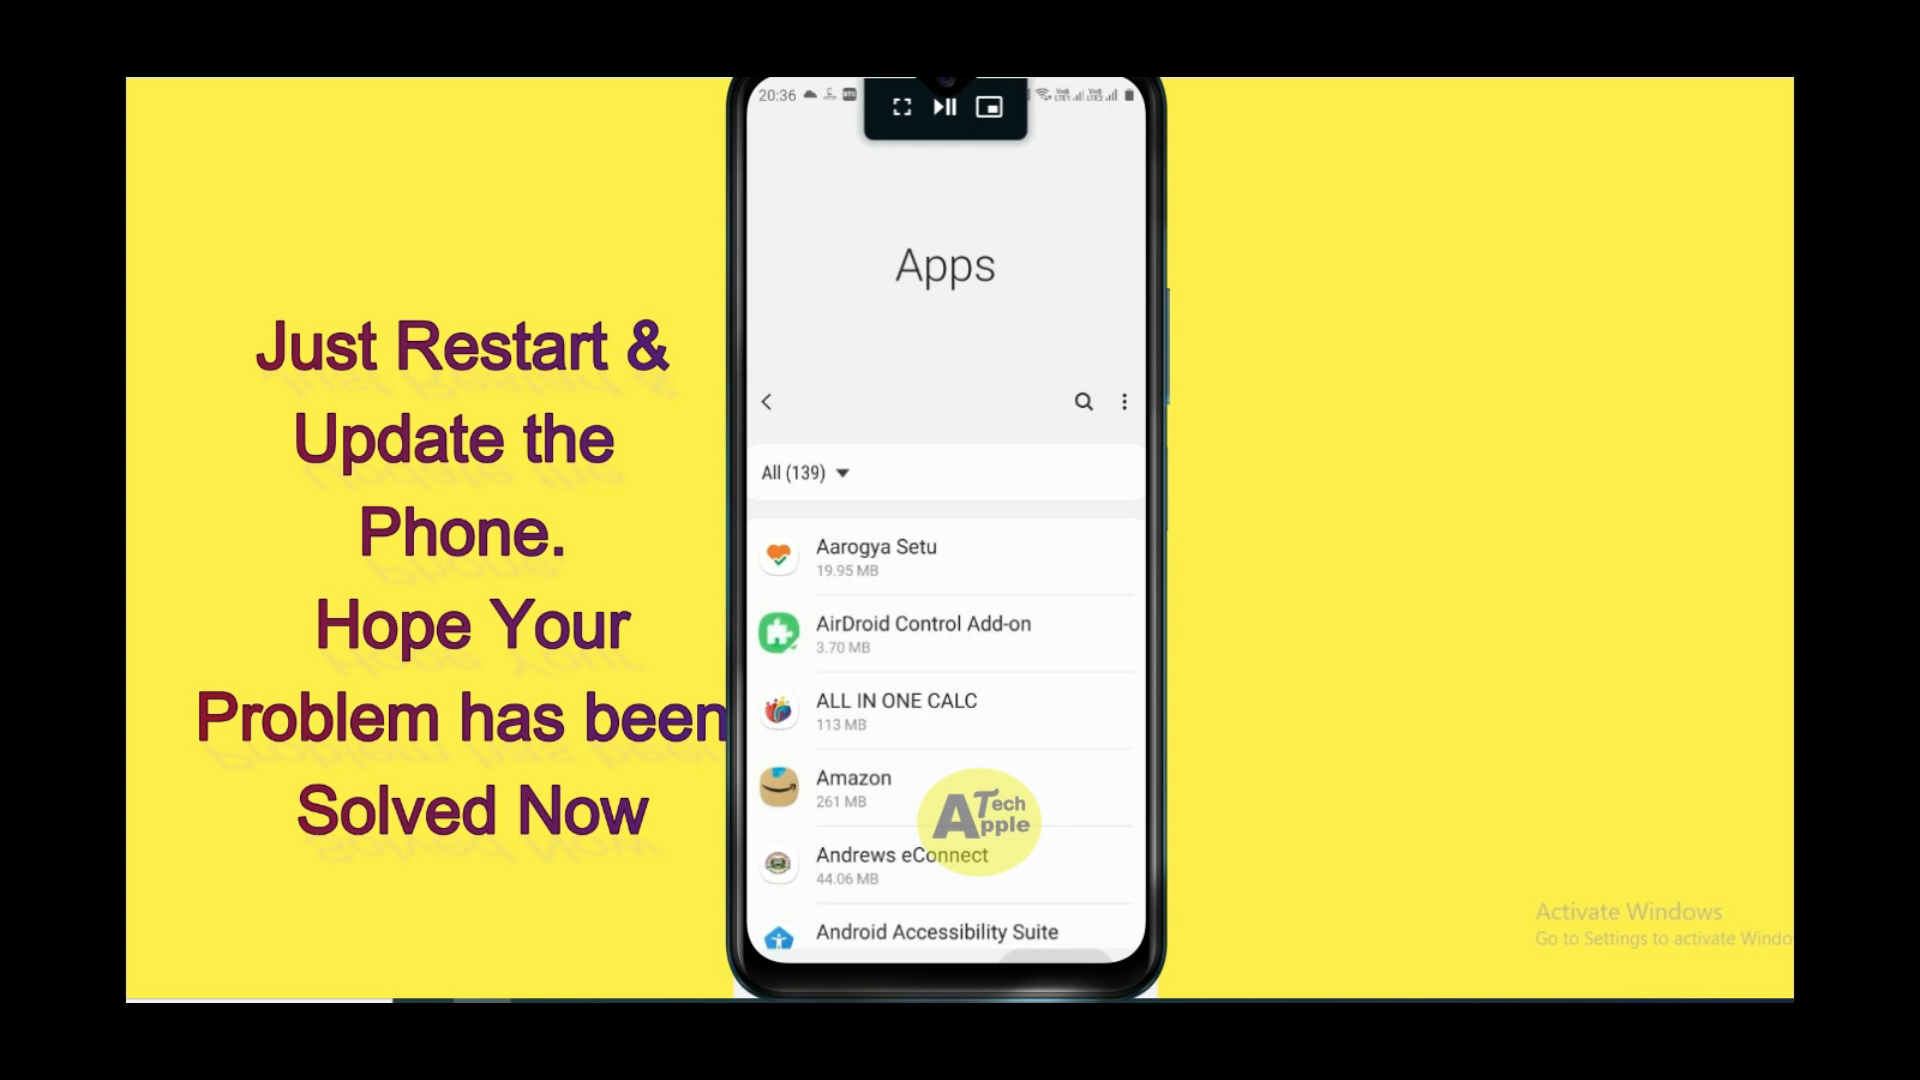 20:36
Apps
All (139)
Aarogya Setu
19.95 MB
AirDroid Control Add-on
3.70 MB
ALL IN ONE CALC
113 MB
Amazon
261 MB
Andrews eConnect
44.06 MB
Android Accessibility Suite
Just Restart &
Update the
Phone.
Hope Your
Problem has been
Solved Now
A Tech
Apple
Activate Windows
Go to Settings to activate Windo